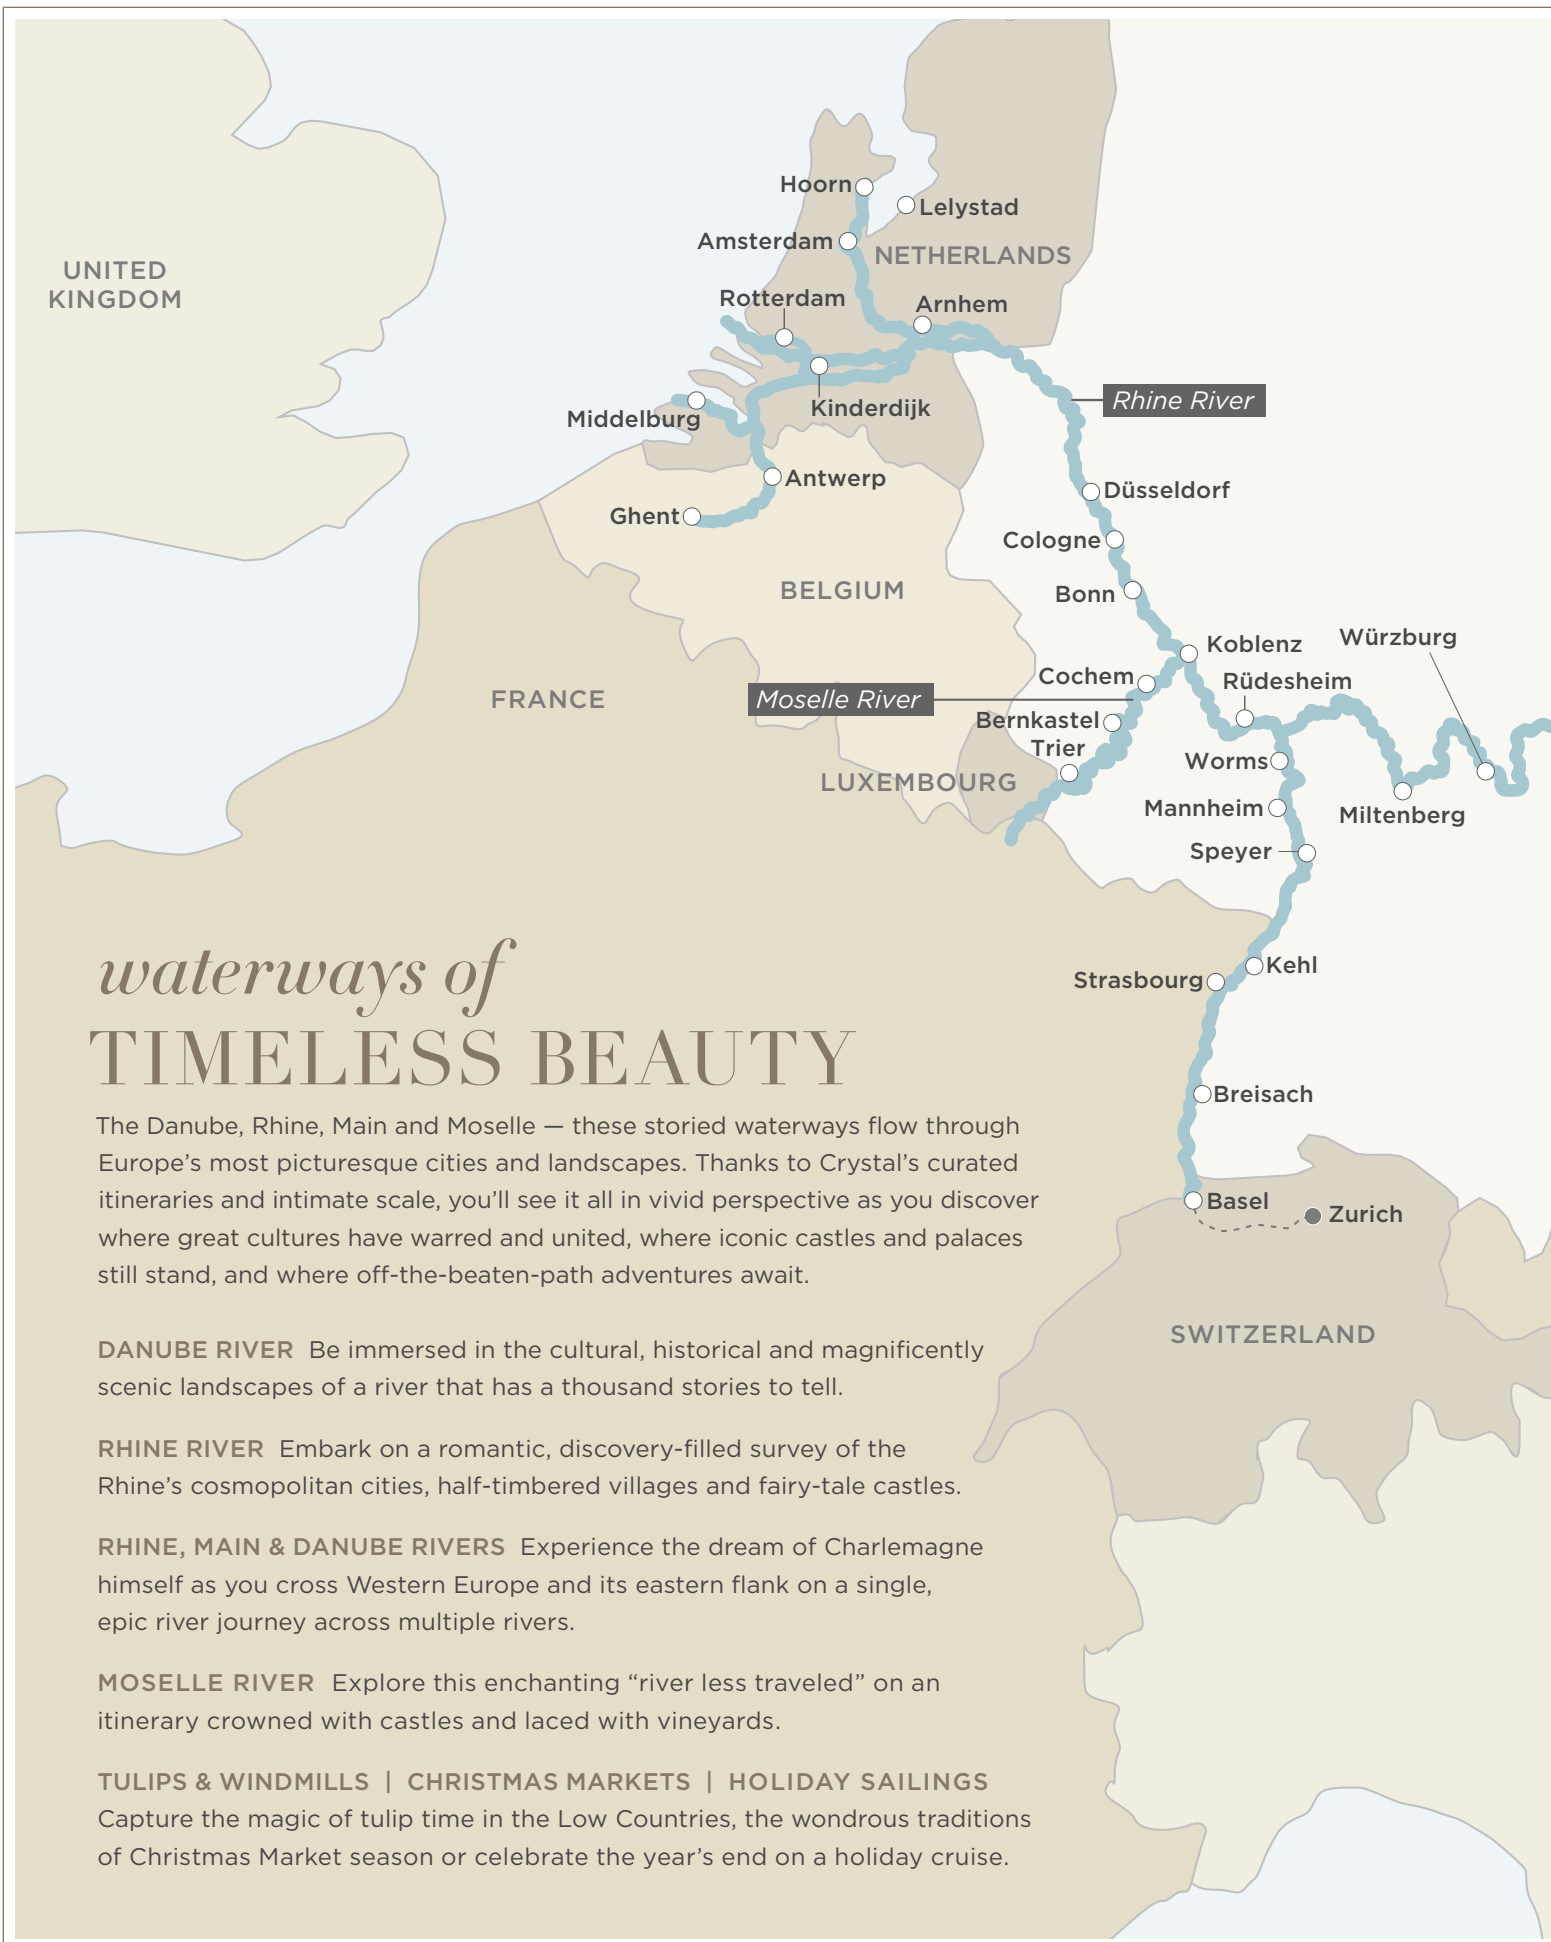 Hoorn
Lelystad
Amsterdam
NETHERLANDS
UNITED
KINGDOM
Rotterdam
Arnhem
Rhine River
Kinderdijk
Middelburg
Antwerp
Düsseldorf
Ghent
Cologne
BELGIUM
Bonn
Koblenz
Würzburg
Cochem
Rüdesheim
FRANCE
Moselle River
Bernkastel
Trier
Worms
LUXEMBOURG
Mannheim
Miltenberg
Speyer
Kehl
Strasbourg
Breisach
Basel
Zurich
SWITZERLAND
waterways of
TIMELESS BEAUTY
The Danube, Rhine, Main and Moselle — these storied waterways flow through
Europe’s most picturesque cities and landscapes. Thanks to Crystal’s curated
itineraries and intimate scale, you’ll see it all in vivid perspective as you discover
where great cultures have warred and united, where iconic castles and palaces
still stand, and where off-the-beaten-path adventures await.
DANUBE RIVER Be immersed in the cultural, historical and magnificently
scenic landscapes of a river that has a thousand stories to tell.
RHINE RIVER Embark on a romantic, discovery-filled survey of the
Rhine’s cosmopolitan cities, half-timbered villages and fairy-tale castles.
RHINE, MAIN & DANUBE RIVERS Experience the dream of Charlemagne
himself as you cross Western Europe and its eastern flank on a single,
epic river journey across multiple rivers.
MOSELLE RIVER Explore this enchanting “river less traveled” on an
itinerary crowned with castles and laced with vineyards.
TULIPS & WINDMILLS | CHRISTMAS MARKETS | HOLIDAY SAILINGS
Capture the magic of tulip time in the Low Countries, the wondrous traditions
of Christmas Market season or celebrate the year’s end on a holiday cruise.